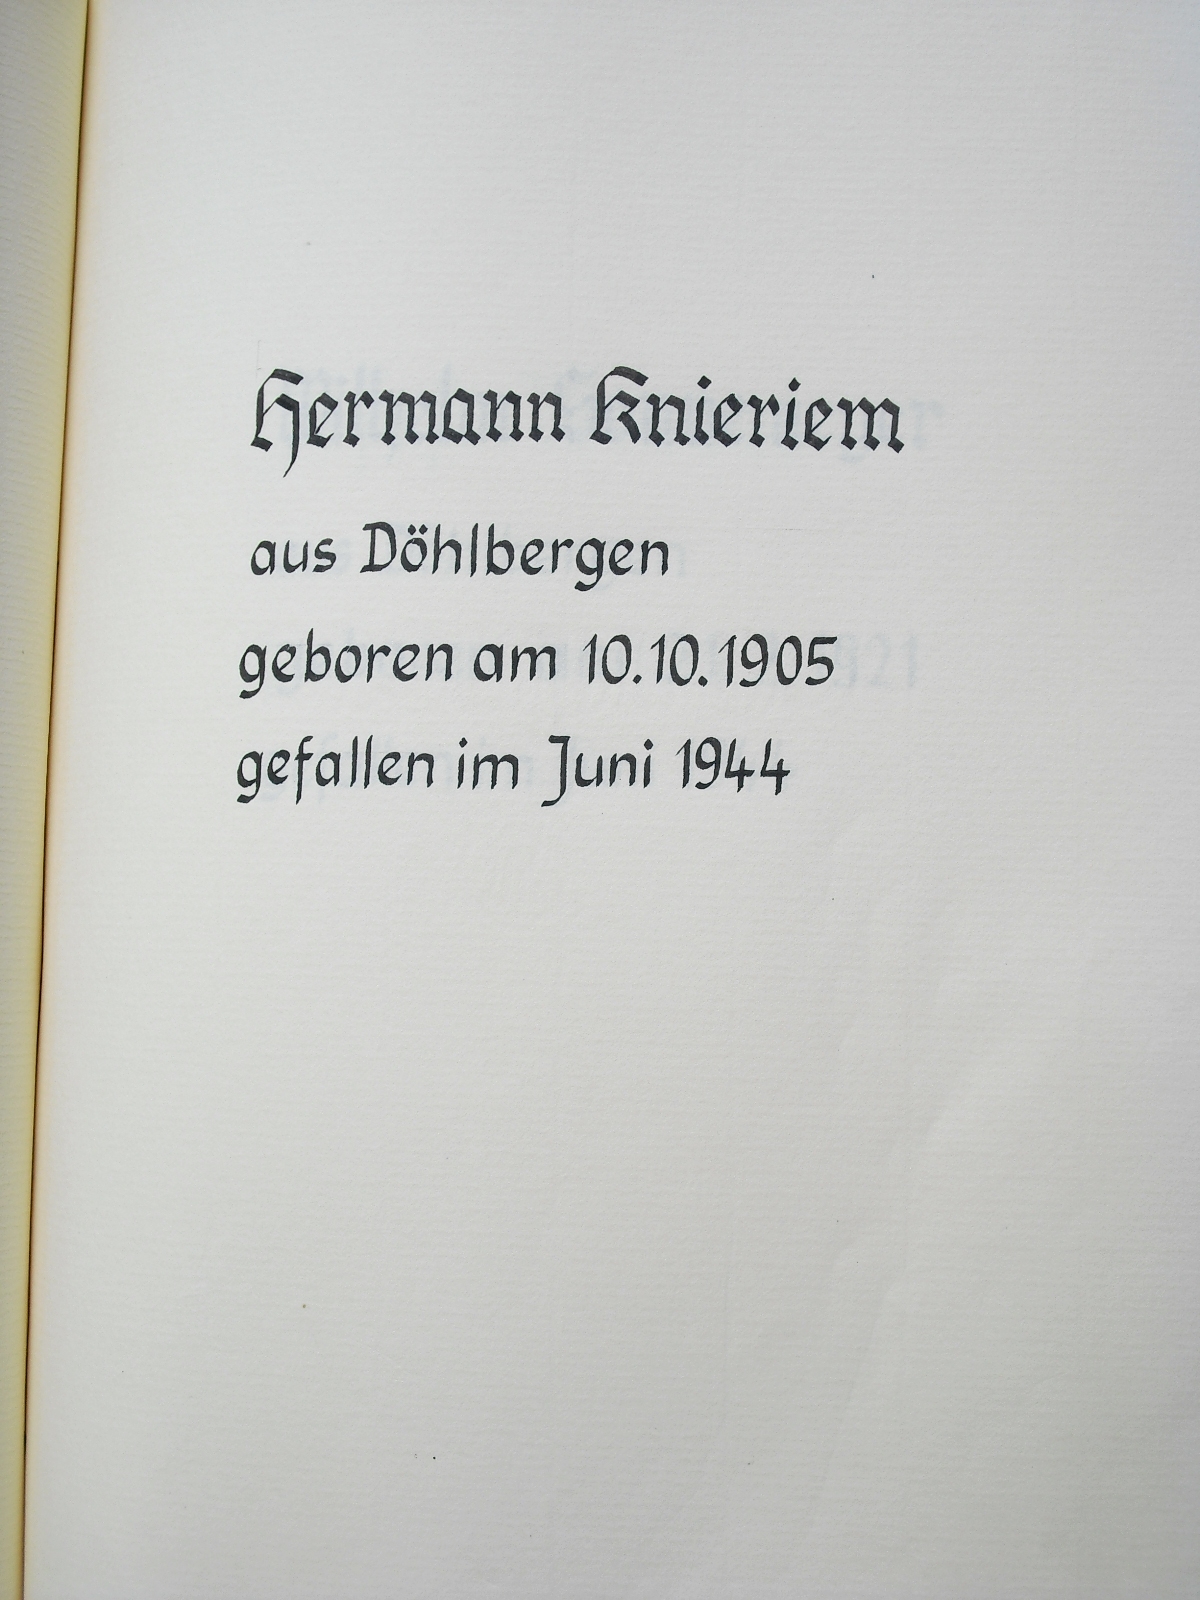 Hermann Knieriem
aus Döhlbergen
geboren am 10.10.1905
gefallen im Juni 1944